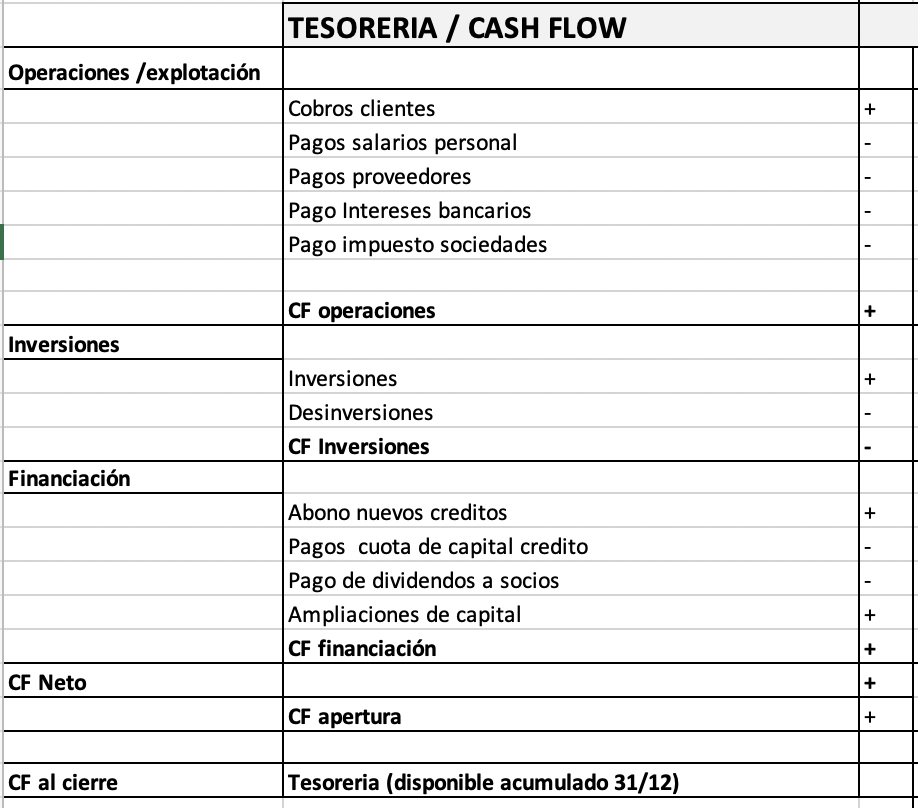 TESORERIA / CASH FLOW
Operaciones /explotación
Cobros clientes +
Pagos salarios personal -
Pagos proveedores -
Pago Intereses bancarios -
Pago impuesto sociedades -
CF operaciones +
Inversiones
Inversiones +
Desinversiones -
CF Inversiones -
Financiación
Abono nuevos creditos +
Pagos  cuota de capital credito -
Pago de dividendos a socios -
Ampliaciones de capital +
CF financiación +
CF Neto +
CF apertura +
CF al cierre Tesoreria (disponible acumulado 31/12)